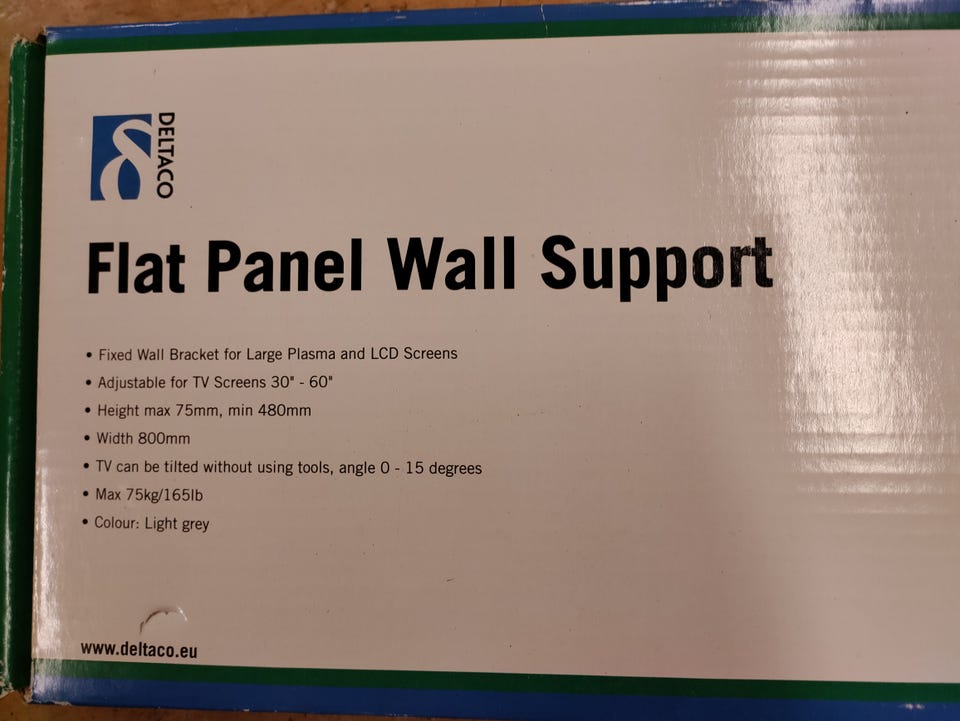 DELTACO
Flat Panel Wall Support
• Fixed Wall Bracket for Large Plasma and LCD Screens
• Adjustable for TV Screens 30" - 60"
• Height max 75mm, min 480mm
• Width 800mm
• TV can be tilted without using tools, angle 0 - 15 degrees
• Max 75kg/165lb
• Colour: Light grey
www.deltaco.eu